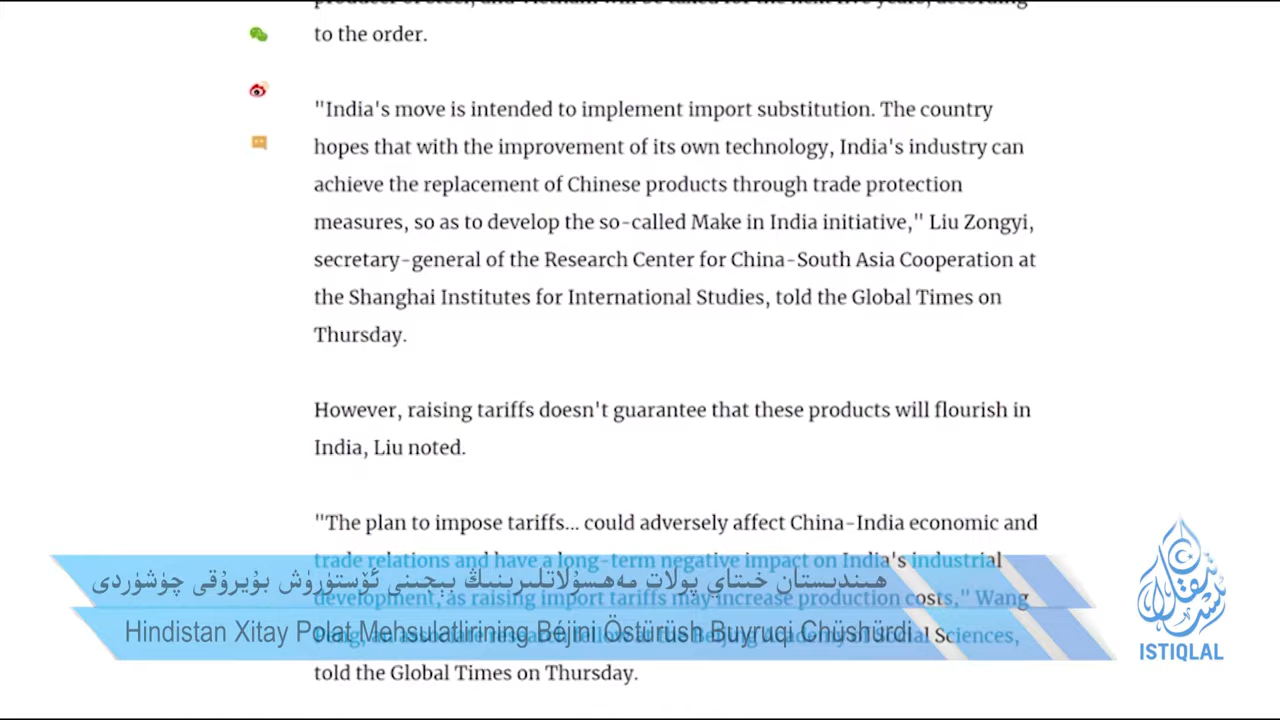 to the order.
"India's move is intended to implement import substitution. The country
hopes that with the improvement of its own technology, India's industry can
achieve the replacement of Chinese products through trade protection
measures, so as to develop the so-called Make in India initiative," Liu Zongyi,
secretary-general of the Research Center for China-South Asia Cooperation at
the Shanghai Institutes for International Studies, told the Global Times on
Thursday.
However, raising tariffs doesn't guarantee that these products will flourish in
India, Liu noted.
"The plan to impose tariffs... could adversely affect China-India economic and
trade relations and have a long-term negative impact on India's industrial
development, as raising import tariffs may increase production costs," Wang
Sciences,
told the Global Times on Thursday.
ھىندىستان خىتاي پولات مەھسۇلاتلىرىنىڭ بېجىنى ئۆستۈرۈش بۇيرۇقى چۈشۈردى
Hindistan Xitay Polat Mehsulatlirining Béjini Östürüsh Buyruqi Chüshürdi
ISTIQLAL